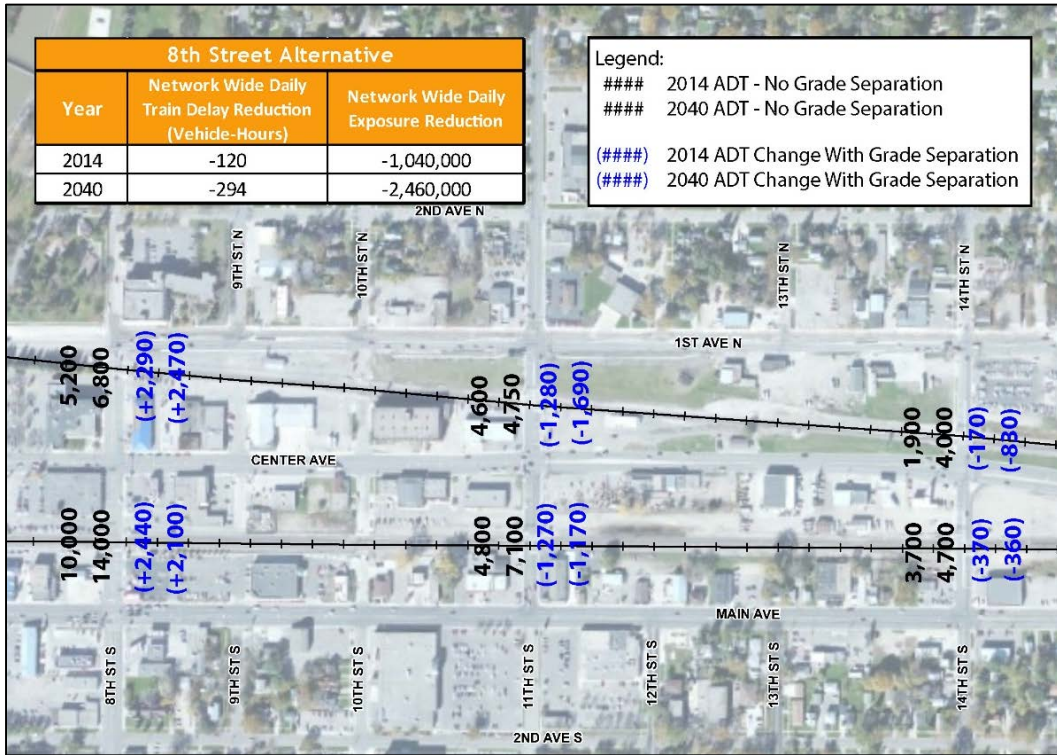 8th Street Alternative
Year
Network Wide Daily
Train Delay Reduction
(Vehicle-Hours)
Network Wide Daily
Exposure Reduction
2014 -120 -1,040,000
2040 -294 -2,460,000
Legend:
#### 2014 ADT - No Grade Separation
#### 2040 ADT - No Grade Separation
(####) 2014 ADT Change With Grade Separation
(####) 2040 ADT Change With Grade Separation
2ND AVE N
9TH ST N
10TH ST N
13TH ST N
14TH ST N
1ST AVE N
5,200
6,800
(+2,290)
(+2,470)
4,600
4,750
(-1,280)
(-1,690)
1,900
4,000
(-170)
(-830)
CENTER AVE
10,000
14,000
(+2,440)
(+2,100)
4,800
7,100
(-1,270)
(-1,170)
3,700
4,700
(-370)
(-360)
MAIN AVE
8TH ST S
9TH ST S
10TH ST S
11TH ST S
12TH ST S
13TH ST S
14TH ST S
2ND AVE S